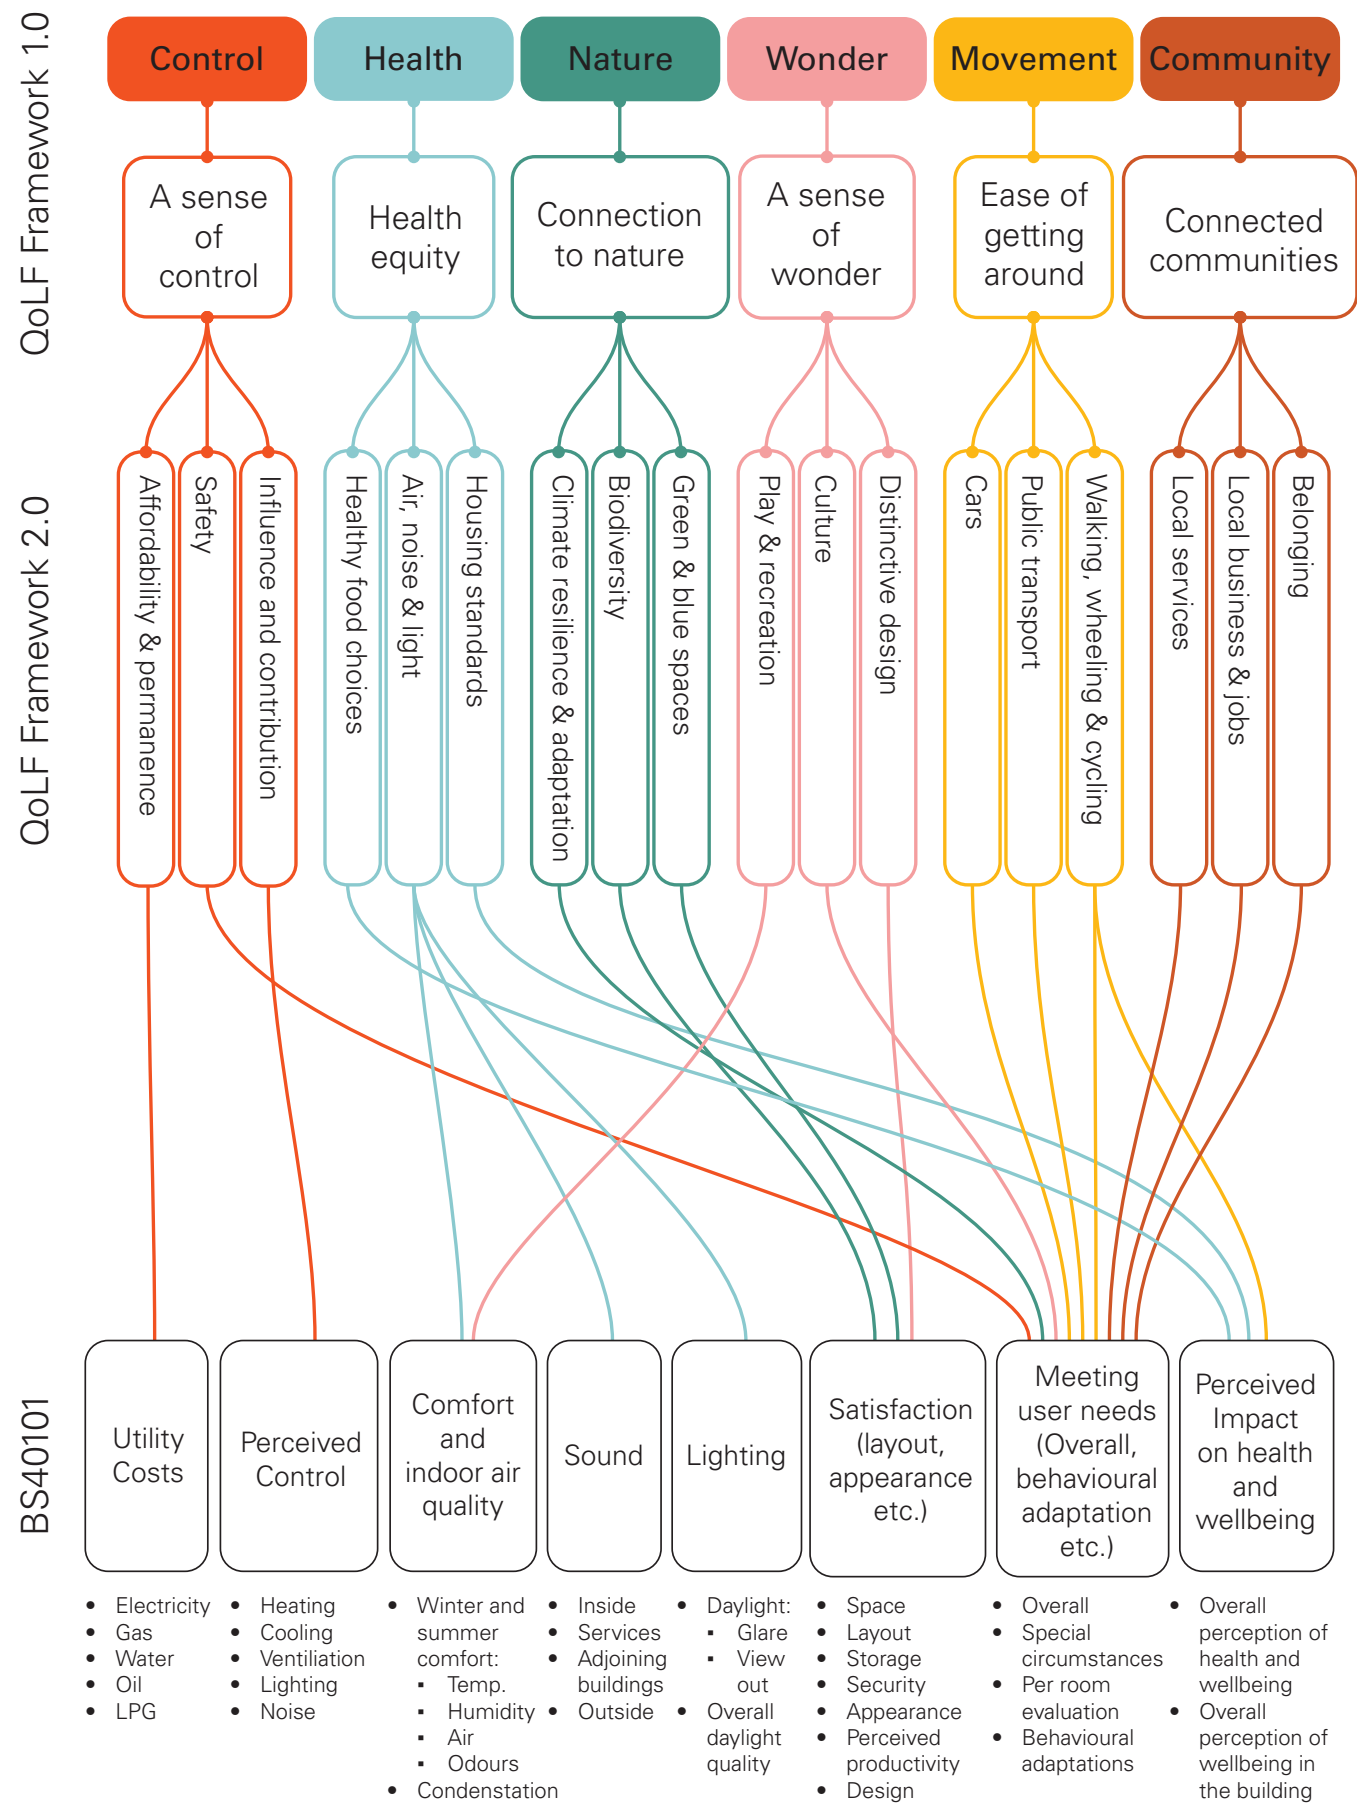 QoLF Framework 1.0
Control
Health
Nature
Wonder
Movement
Community
A sense
of
control
Health
equity
Connection
to nature
A sense
of
wonder
Ease of
getting
around
Connected
communities
QoLF Framework 2.0
Affordability & permanence
Safety
Influence and contribution
Healthy food choices
Air, noise & light
Housing standards
Climate resilience & adaptation
Biodiversity
Green & blue spaces
Play & recreation
Culture
Distinctive design
Cars
Public transport
Walking, wheeling & cycling
Local services
Local business & jobs
Belonging
BS40101
Utility
Costs
Perceived
Control
Comfort
and
indoor air
quality
Sound
Lighting
Satisfaction
(layout,
appearance
etc.)
Meeting
user needs
(Overall,
behavioural
adaptation
etc.)
Perceived
Impact
on health
and
wellbeing
• Electricity
• Gas
• Water
• Oil
• LPG
• Heating
• Cooling
• Ventiliation
• Lighting
• Noise
• Winter and
summer
comfort:
▪ Temp.
▪ Humidity
▪ Air
▪ Odours
• Condenstation
• Inside
• Services
• Adjoining
buildings
• Outside
• Daylight:
▪ Glare
▪ View
out
• Overall
daylight
quality
• Space
• Layout
• Storage
• Security
• Appearance
• Perceived
productivity
• Design
• Overall
• Special
circumstances
• Per room
evaluation
• Behavioural
adaptations
• Overall
perception of
health and
wellbeing
• Overall
perception of
wellbeing in
the building